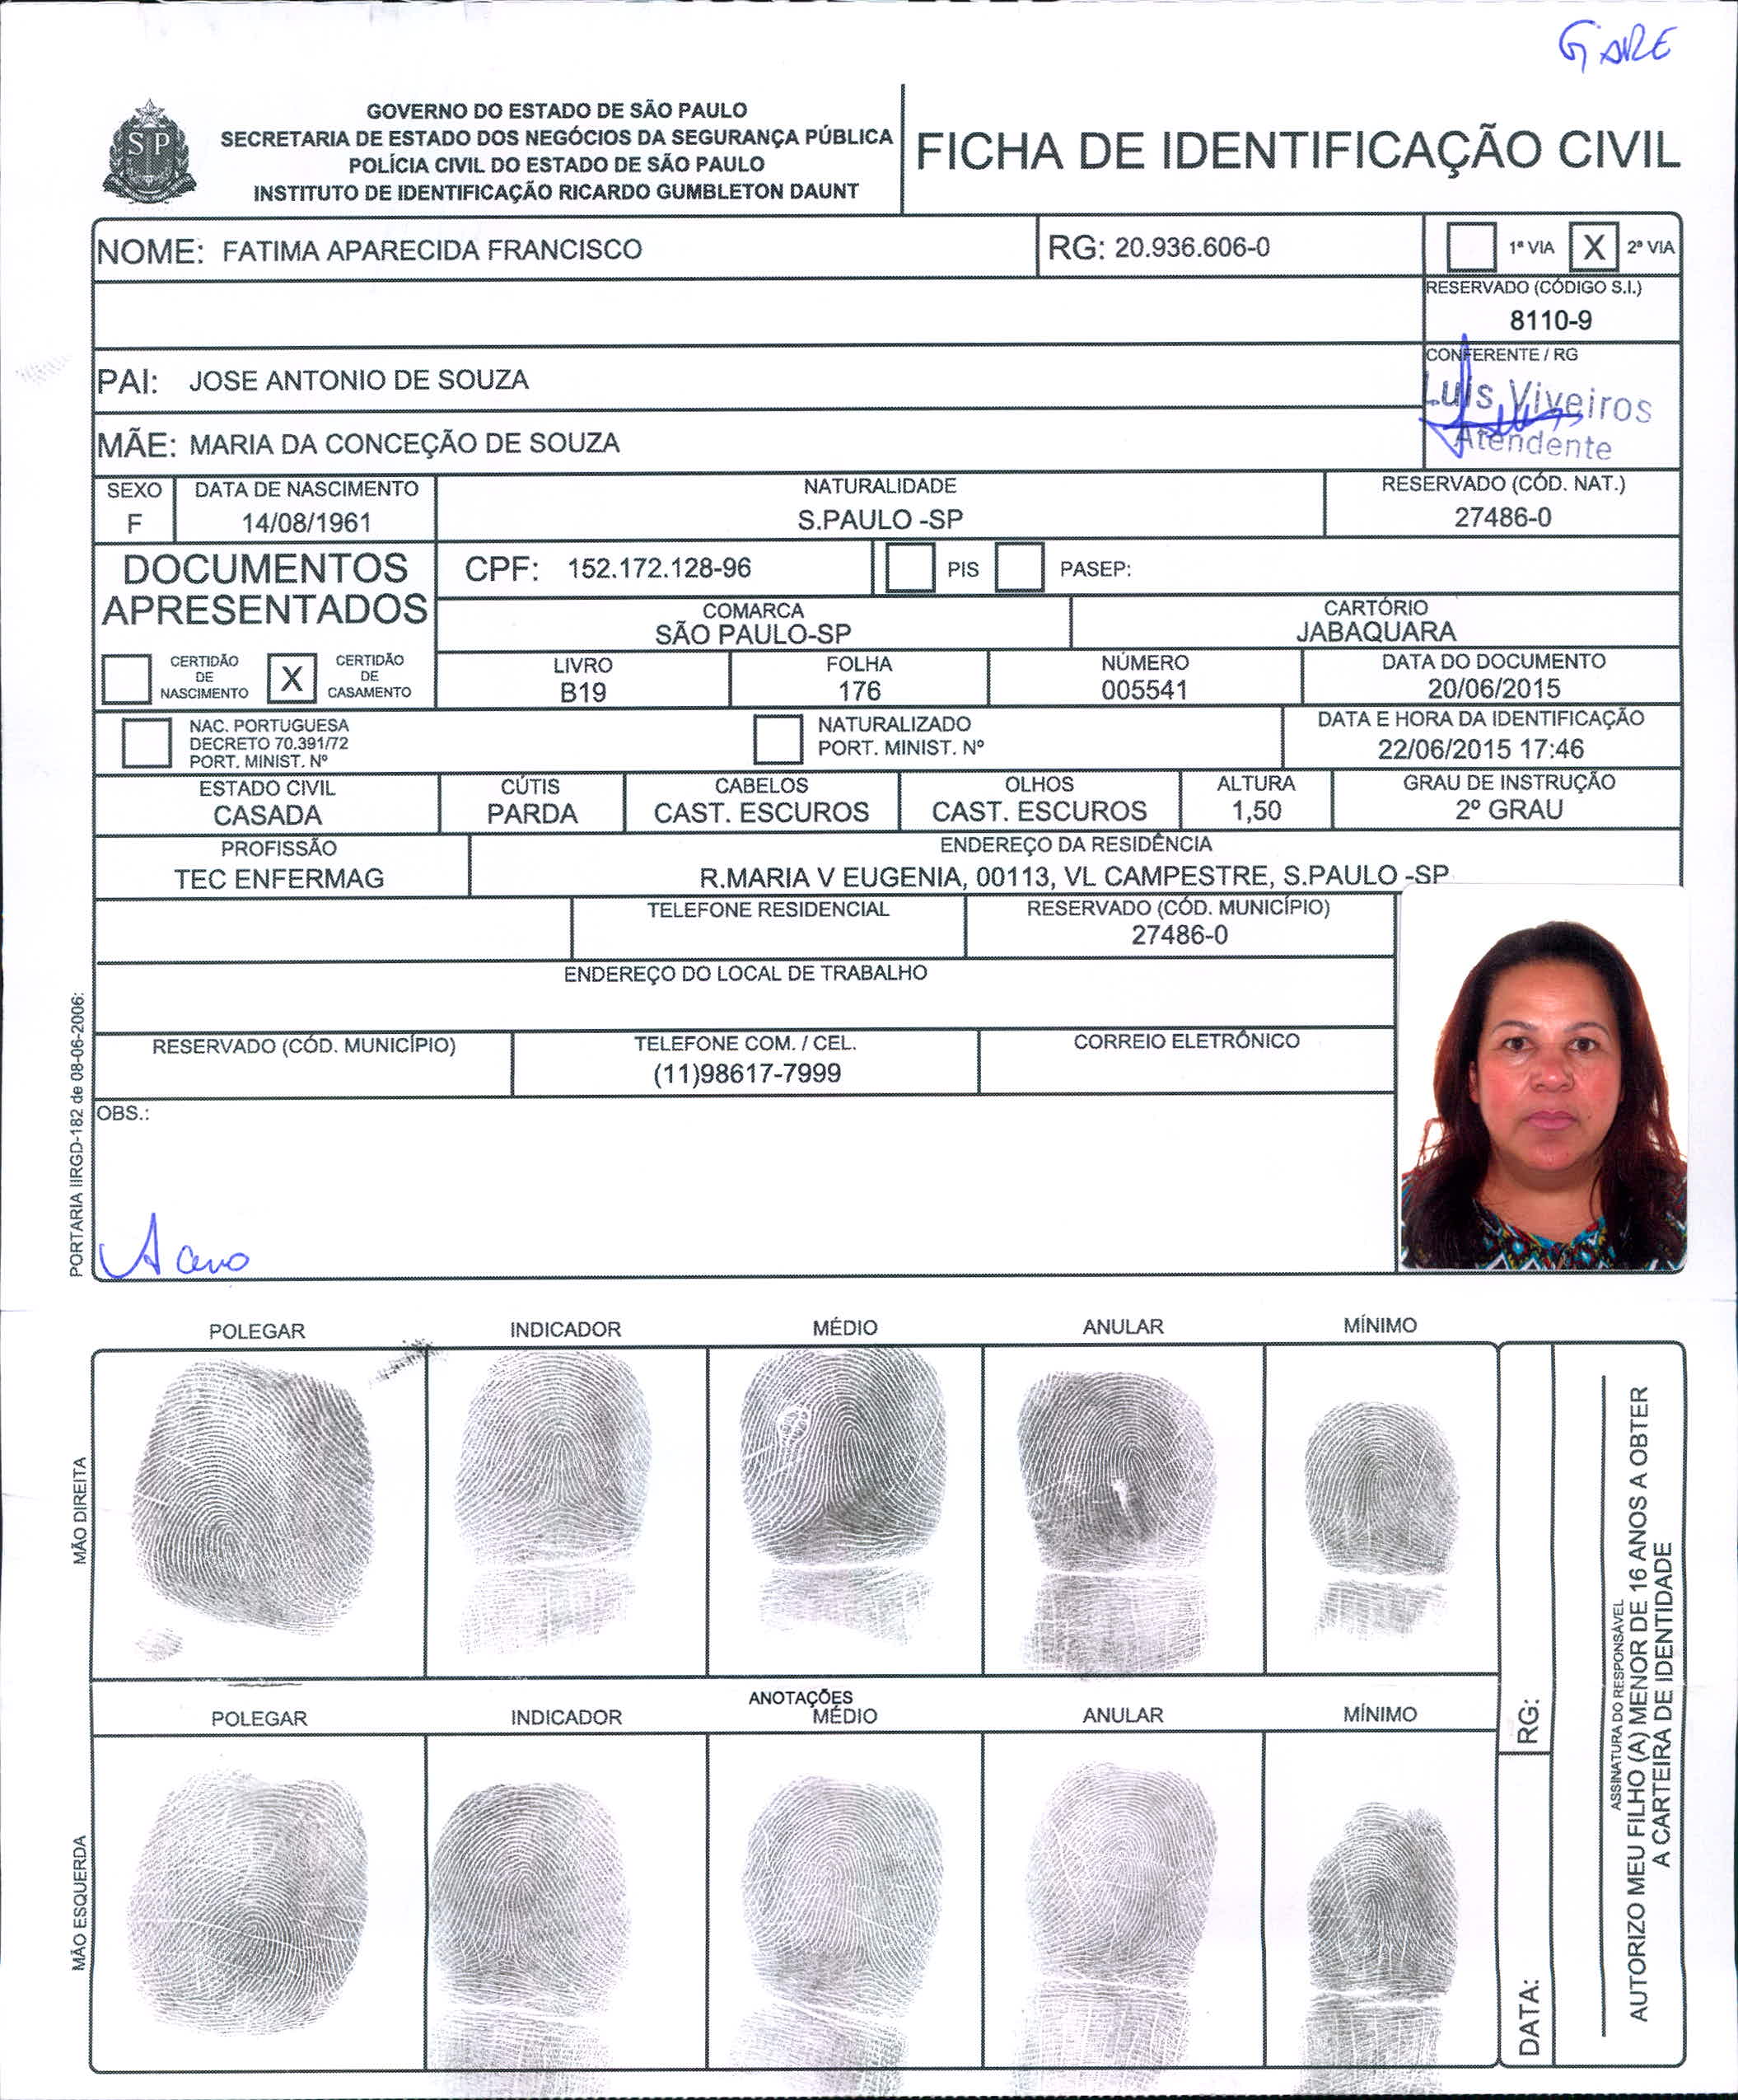 GARE
GOVERNO DO ESTADO DE SÃO PAULO
SECRETARIA DE ESTADO DOS NEGÓCIOS DA SEGURANÇA PÚBLICA
POLÍCIA CIVIL DO ESTADO DE SÃO PAULO
INSTITUTO DE IDENTIFICAÇÃO RICARDO GUMBLETON DAUNT
SP
FICHA DE IDENTIFICAÇÃO CIVIL
NOME: FATIMA APARECIDA FRANCISCO
RG: 20.936.606-0
1ª VIA X 2ª VIA
RESERVADO (CÓDIGO S.I.)
8110-9
PAI: JOSE ANTONIO DE SOUZA
CONFERENTE / RG
Luis Viveiros
Atendente
MÃE: MARIA DA CONCEÇÃO DE SOUZA
SEXO
F
DATA DE NASCIMENTO
14/08/1961
NATURALIDADE
S.PAULO -SP
RESERVADO (CÓD. NAT.)
27486-0
DOCUMENTOS
APRESENTADOS
CPF: 152.172.128-96
PIS
PASEP:
COMARCA
SÃO PAULO-SP
CARTÓRIO
JABAQUARA
CERTIDÃO
DE
NASCIMENTO
X
CERTIDÃO
DE
CASAMENTO
LIVRO
B19
FOLHA
176
NÚMERO
005541
DATA DO DOCUMENTO
20/06/2015
NAC. PORTUGUESA
DECRETO 70.391/72
PORT. MINIST. Nº
NATURALIZADO
PORT. MINIST. Nº
DATA E HORA DA IDENTIFICAÇÃO
22/06/2015 17:46
ESTADO CIVIL
CASADA
CÚTIS
PARDA
CABELOS
CAST. ESCUROS
OLHOS
CAST. ESCUROS
ALTURA
1,50
GRAU DE INSTRUÇÃO
2º GRAU
PROFISSÃO
TEC ENFERMAG
ENDEREÇO DA RESIDÊNCIA
R.MARIA V EUGENIA, 00113, VL CAMPESTRE, S.PAULO -SP
TELEFONE RESIDENCIAL
RESERVADO (CÓD. MUNICÍPIO)
27486-0
ENDEREÇO DO LOCAL DE TRABALHO
RESERVADO (CÓD. MUNICÍPIO)
TELEFONE COM. / CEL.
(11)98617-7999
CORREIO ELETRÔNICO
OBS.:
PORTARIA IIRGD-182 de 08-06-2006:
POLEGAR INDICADOR MÉDIO ANULAR MÍNIMO
MÃO DIREITA
ANOTAÇÕES
POLEGAR INDICADOR MÉDIO ANULAR MÍNIMO
MÃO ESQUERDA
RG:
DATA:
ASSINATURA DO RESPONSÁVEL
AUTORIZO MEU FILHO (A) MENOR DE 16 ANOS A OBTER
A CARTEIRA DE IDENTIDADE